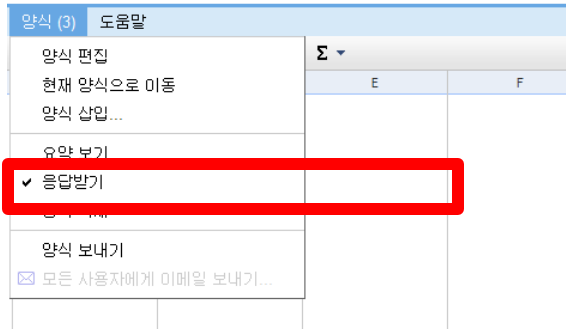 양식 (3) 도움말
양식 편집
현재 양식으로 이동
양식 삽입...
Σ
E F
요약 보기
응답받기
양식 보내기
모든 사용자에게 이메일 보내기...